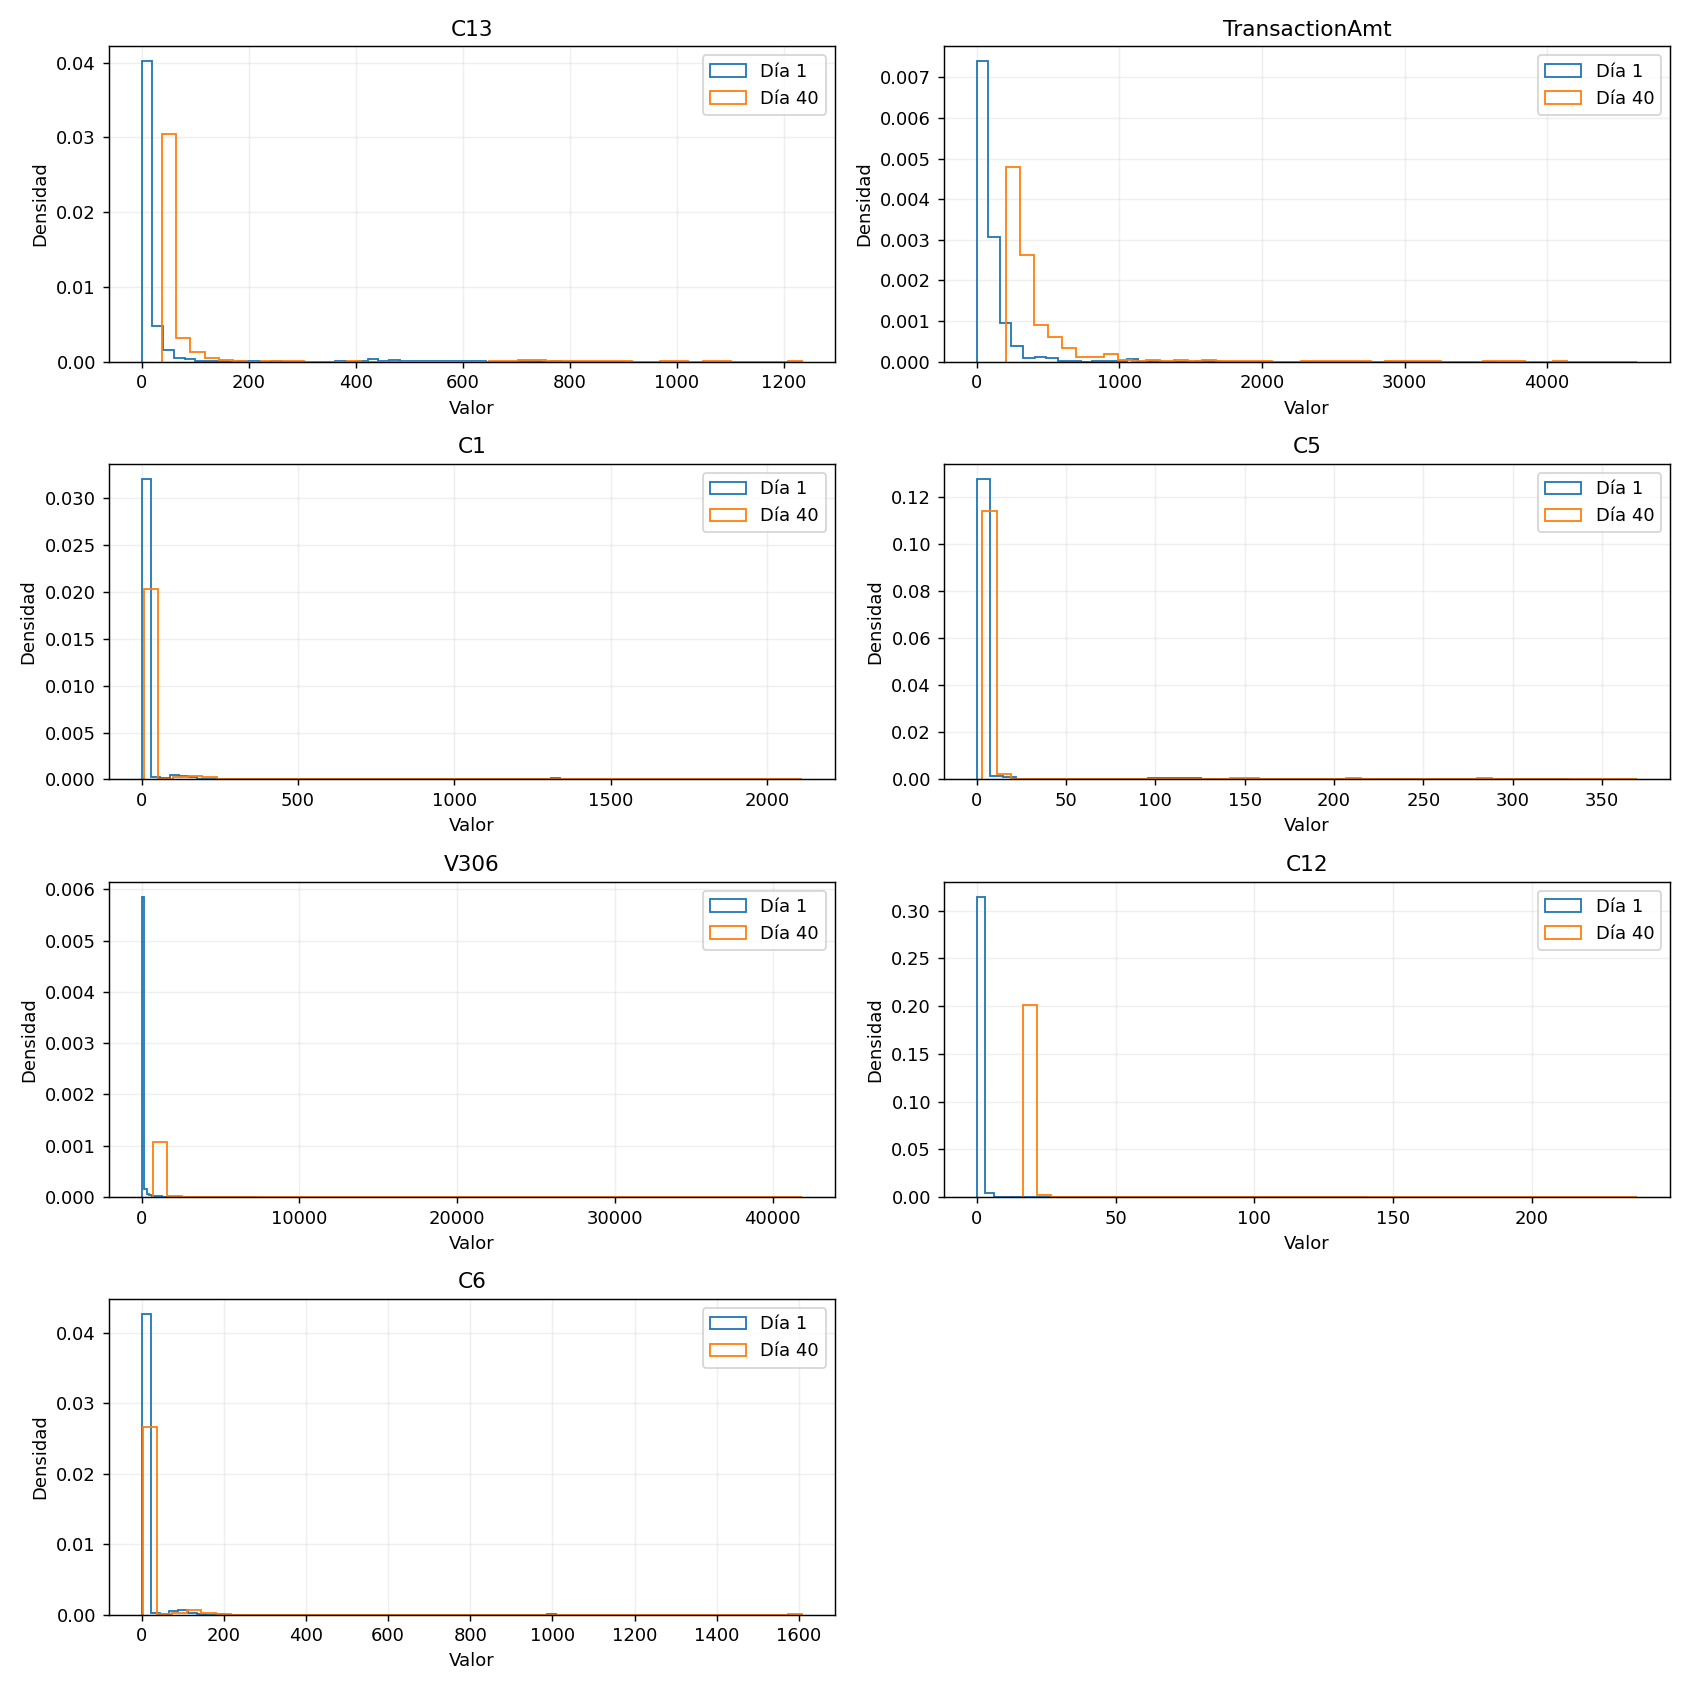 C13
Densidad
0.04
0.03
0.02
0.01
0.00
0 200 400 600 800 1000 1200
Valor
Día 1
Día 40
TransactionAmt
Densidad
0.007
0.006
0.005
0.004
0.003
0.002
0.001
0.000
0 1000 2000 3000 4000
Valor
Día 1
Día 40
C1
Densidad
0.030
0.025
0.020
0.015
0.010
0.005
0.000
0 500 1000 1500 2000
Valor
Día 1
Día 40
C5
Densidad
0.12
0.10
0.08
0.06
0.04
0.02
0.00
0 50 100 150 200 250 300 350
Valor
Día 1
Día 40
V306
Densidad
0.006
0.005
0.004
0.003
0.002
0.001
0.000
0 10000 20000 30000 40000
Valor
Día 1
Día 40
C12
Densidad
0.30
0.25
0.20
0.15
0.10
0.05
0.00
0 50 100 150 200
Valor
Día 1
Día 40
C6
Densidad
0.04
0.03
0.02
0.01
0.00
0 200 400 600 800 1000 1200 1400 1600
Valor
Día 1
Día 40